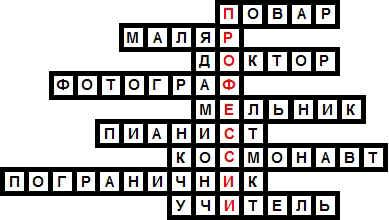 ПОВАР
МАЛЯР
ДОКТОР
ФОТОГРАФ
МЕЛЬНИК
ПИАНИСТ
КОСМОНАВТ
ПОГРАНИЧНИК
УЧИТЕЛЬ